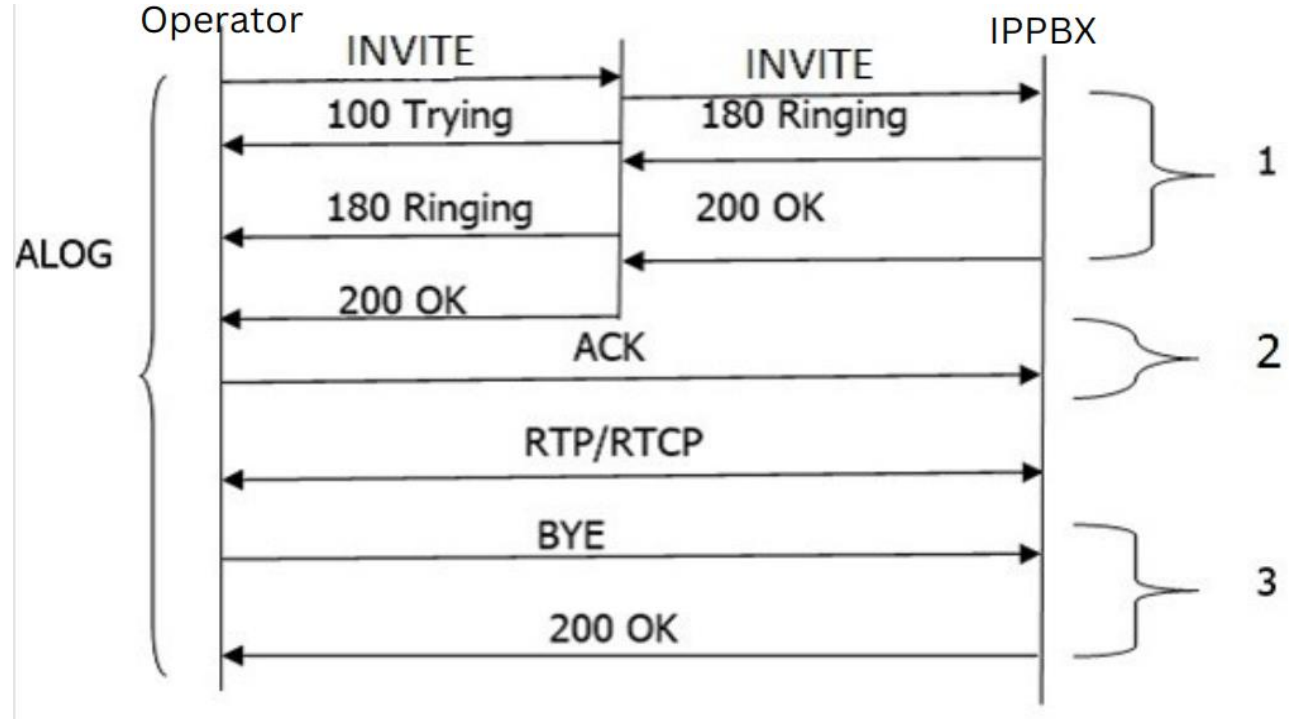 Operator
IPPBX
INVITE
INVITE
100 Trying
180 Ringing
1
180 Ringing
200 OK
ALOG
200 OK
ACK
2
RTP/RTCP
BYE
3
200 OK